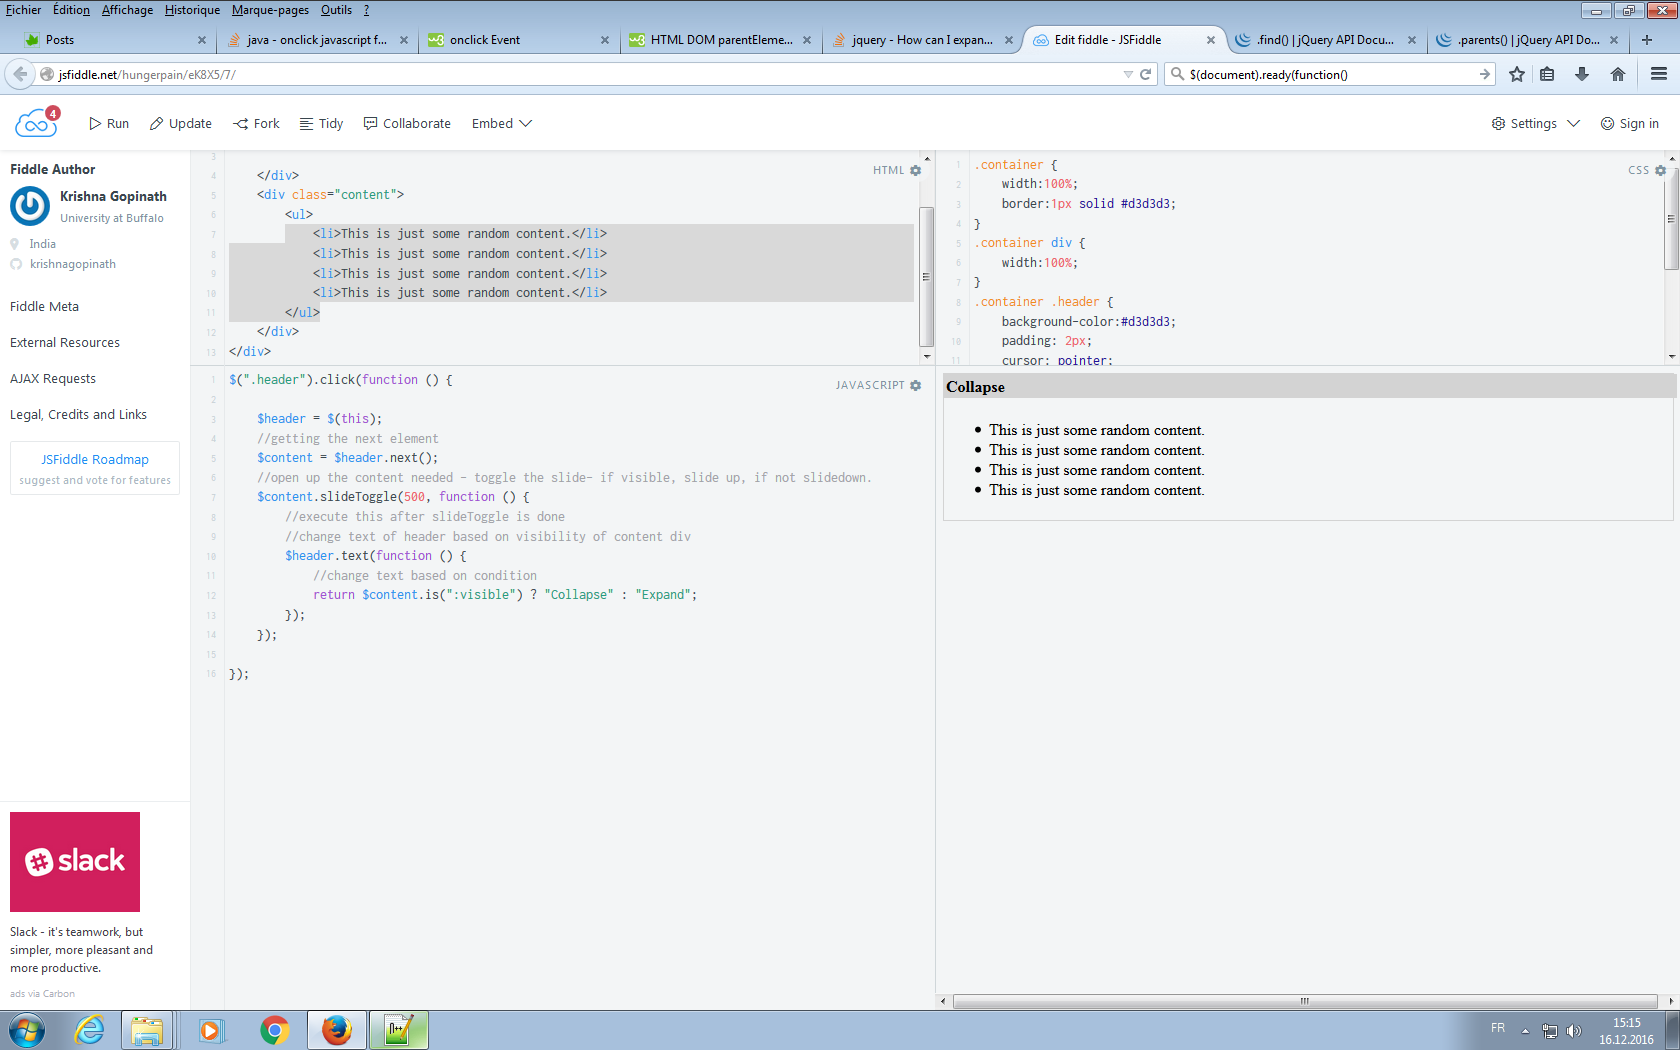 Fichier Édition Affichage Historique Marque-pages Outils ?
Posts
java - onclick javascript f...
onclick Event
HTML DOM parentEleme...
jquery - How can I expan...
Edit fiddle - JSFiddle
.find() | jQuery API Docu...
.parents() | jQuery API Do...
jsfiddle.net/hungerpain/eK8X5/7/
$(document).ready(function()
4
Run Update Fork Tidy Collaborate Embed
Settings Sign in
Fiddle Author
Krishna Gopinath
University at Buffalo
India
krishnagopinath
Fiddle Meta
External Resources
AJAX Requests
Legal, Credits and Links
JSFiddle Roadmap
suggest and vote for features
slack
Slack - it's teamwork, but
simpler, more pleasant and
more productive.
ads via Carbon
HTML
3
4 </div>
5 <div class="content">
6 <ul>
7 <li>This is just some random content.</li>
8 <li>This is just some random content.</li>
9 <li>This is just some random content.</li>
10 <li>This is just some random content.</li>
11 </ul>
12 </div>
13 </div>
CSS
1 .container {
2 width:100%;
3 border:1px solid #d3d3d3;
4 }
5 .container div {
6 width:100%;
7 }
8 .container .header {
9 background-color:#d3d3d3;
10 padding: 2px;
11 cursor: pointer;
JAVASCRIPT
1 $(".header").click(function () {
2
3 $header = $(this);
4 //getting the next element
5 $content = $header.next();
6 //open up the content needed - toggle the slide- if visible, slide up, if not slidedown.
7 $content.slideToggle(500, function () {
8 //execute this after slideToggle is done
9 //change text of header based on visibility of content div
10 $header.text(function () {
11 //change text based on condition
12 return $content.is(":visible") ? "Collapse" : "Expand";
13 });
14 });
15
16 });
Collapse
This is just some random content.
This is just some random content.
This is just some random content.
This is just some random content.
FR
15:15
16.12.2016